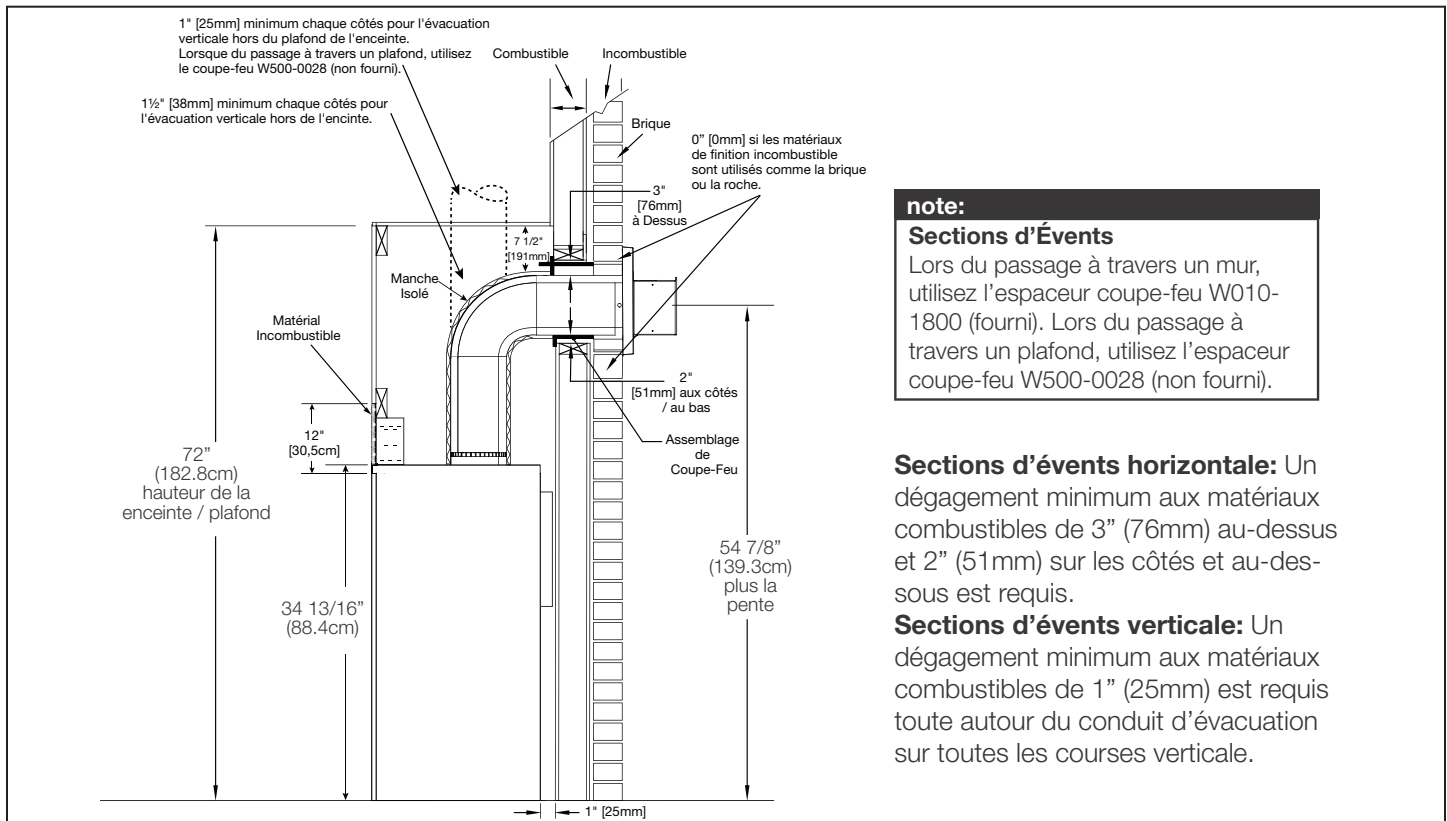 1" [25mm] minimum chaque côtés pour l'évacuation
verticale hors du plafond de l'enceinte.
Lorsque du passage à travers un plafond, utilisez
le coupe-feu W500-0028 (non fourni).
1½" [38mm] minimum chaque côtés pour
l'évacuation verticale hors de l'encinte.
Combustible
Incombustible
Brique
0” [0mm] si les matériaux
de finition incombustible
sont utilisés comme la brique
ou la roche.
3"
[76mm]
à Dessus
7 1/2"
[191mm]
Manche
Isolé
Matérial
Incombustible
12"
[30,5cm]
2"
[51mm] aux côtés
/ au bas
Assemblage
de
Coupe-Feu
72”
(182.8cm)
hauteur de la
enceinte / plafond
34 13/16”
(88.4cm)
54 7/8”
(139.3cm)
plus la
pente
1" [25mm]
note:
Sections d’Évents
Lors du passage à travers un mur,
utilisez l’espaceur coupe-feu W010-
1800 (fourni). Lors du passage à
travers un plafond, utilisez l’espaceur
coupe-feu W500-0028 (non fourni).
Sections d’évents horizontale: Un
dégagement minimum aux matériaux
combustibles de 3” (76mm) au-dessus
et 2” (51mm) sur les côtés et au-des-
sous est requis.
Sections d’évents verticale: Un
dégagement minimum aux matériaux
combustibles de 1” (25mm) est requis
toute autour du conduit d’évacuation
sur toutes les courses verticale.